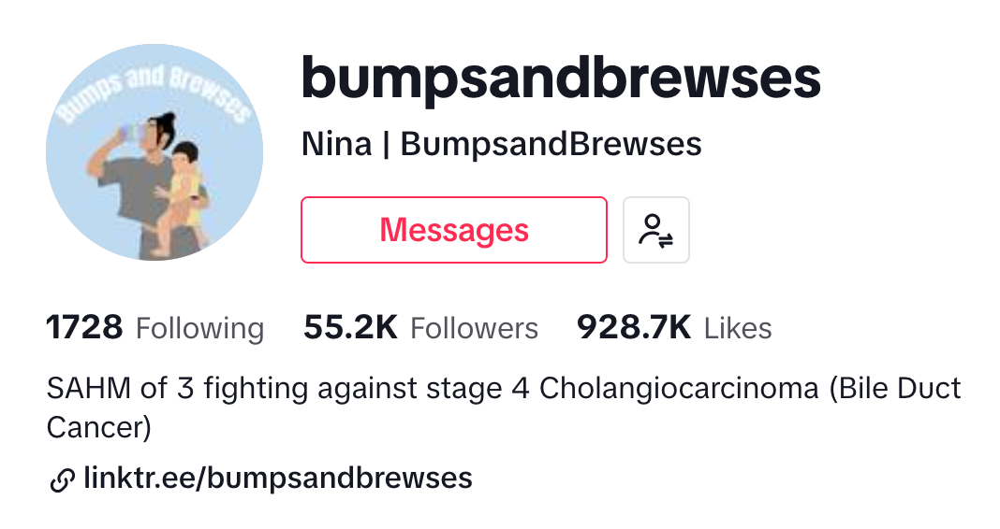 Bumps and Brewses
bumpsandbrewses
Nina | BumpsandBrewses
Messages
1728 Following 55.2K Followers 928.7K Likes
SAHM of 3 fighting against stage 4 Cholangiocarcinoma (Bile Duct
Cancer)
linktr.ee/bumpsandbrewses